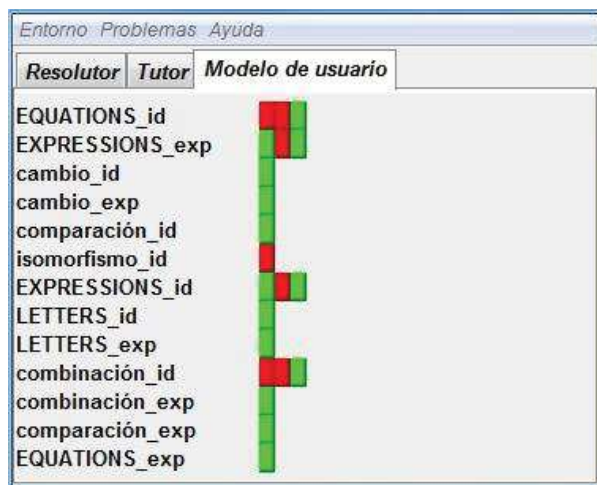 Entorno Problemas Ayuda
Resolutor Tutor Modelo de usuario
EQUATIONS_id
EXPRESSIONS_exp
cambio_id
cambio_exp
comparación_id
isomorfismo_id
EXPRESSIONS_id
LETTERS_id
LETTERS_exp
combinación_id
combinación_exp
comparación_exp
EQUATIONS_exp